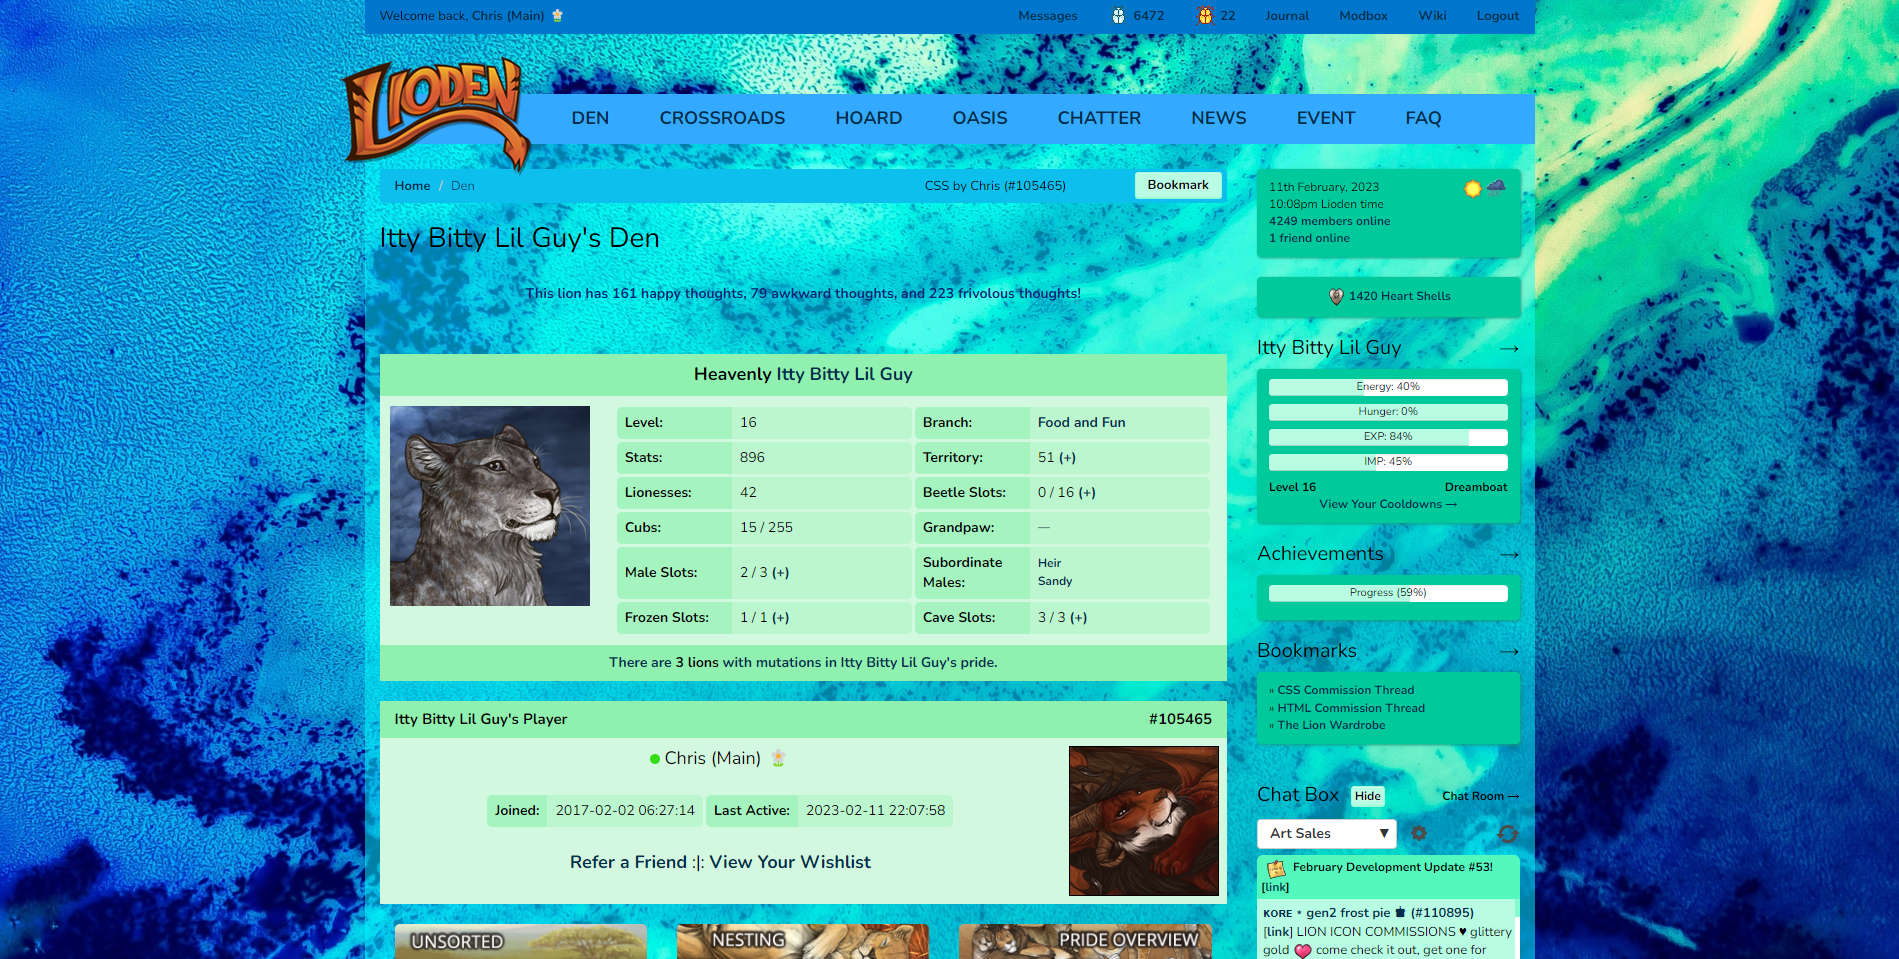 Welcome back, Chris (Main)
Messages 6472 22 Journal Modbox Wiki Logout
LIODEN
DEN CROSSROADS HOARD OASIS CHATTER NEWS EVENT FAQ
Home / Den CSS by Chris (#105465) Bookmark
Itty Bitty Lil Guy's Den
This lion has 161 happy thoughts, 79 awkward thoughts, and 223 frivolous thoughts!
Heavenly Itty Bitty Lil Guy
Level: 16 Branch: Food and Fun
Stats: 896 Territory: 51 (+)
Lionesses: 42 Beetle Slots: 0 / 16 (+)
Cubs: 15 / 255 Grandpaw: —
Male Slots: 2 / 3 (+) Subordinate Males: Heir
Sandy
Frozen Slots: 1 / 1 (+) Cave Slots: 3 / 3 (+)
There are 3 lions with mutations in Itty Bitty Lil Guy's pride.
Itty Bitty Lil Guy's Player #105465
Chris (Main)
Joined: 2017-02-02 06:27:14 Last Active: 2023-02-11 22:07:58
Refer a Friend :|: View Your Wishlist
UNSORTED NESTING PRIDE OVERVIEW
11th February, 2023
10:08pm Lioden time
4249 members online
1 friend online
1420 Heart Shells
Itty Bitty Lil Guy →
Energy: 40%
Hunger: 0%
EXP: 84%
IMP: 45%
Level 16 Dreamboat
View Your Cooldowns →
Achievements →
Progress (59%)
Bookmarks →
» CSS Commission Thread
» HTML Commission Thread
» The Lion Wardrobe
Chat Box Hide Chat Room →
Art Sales ▼
February Development Update #53!
[link]
ᴋᴏʀᴇ ⋆ gen2 frost pie (#110895)
[link] LION ICON COMMISSIONS ♥ glittery
gold come check it out, get one for